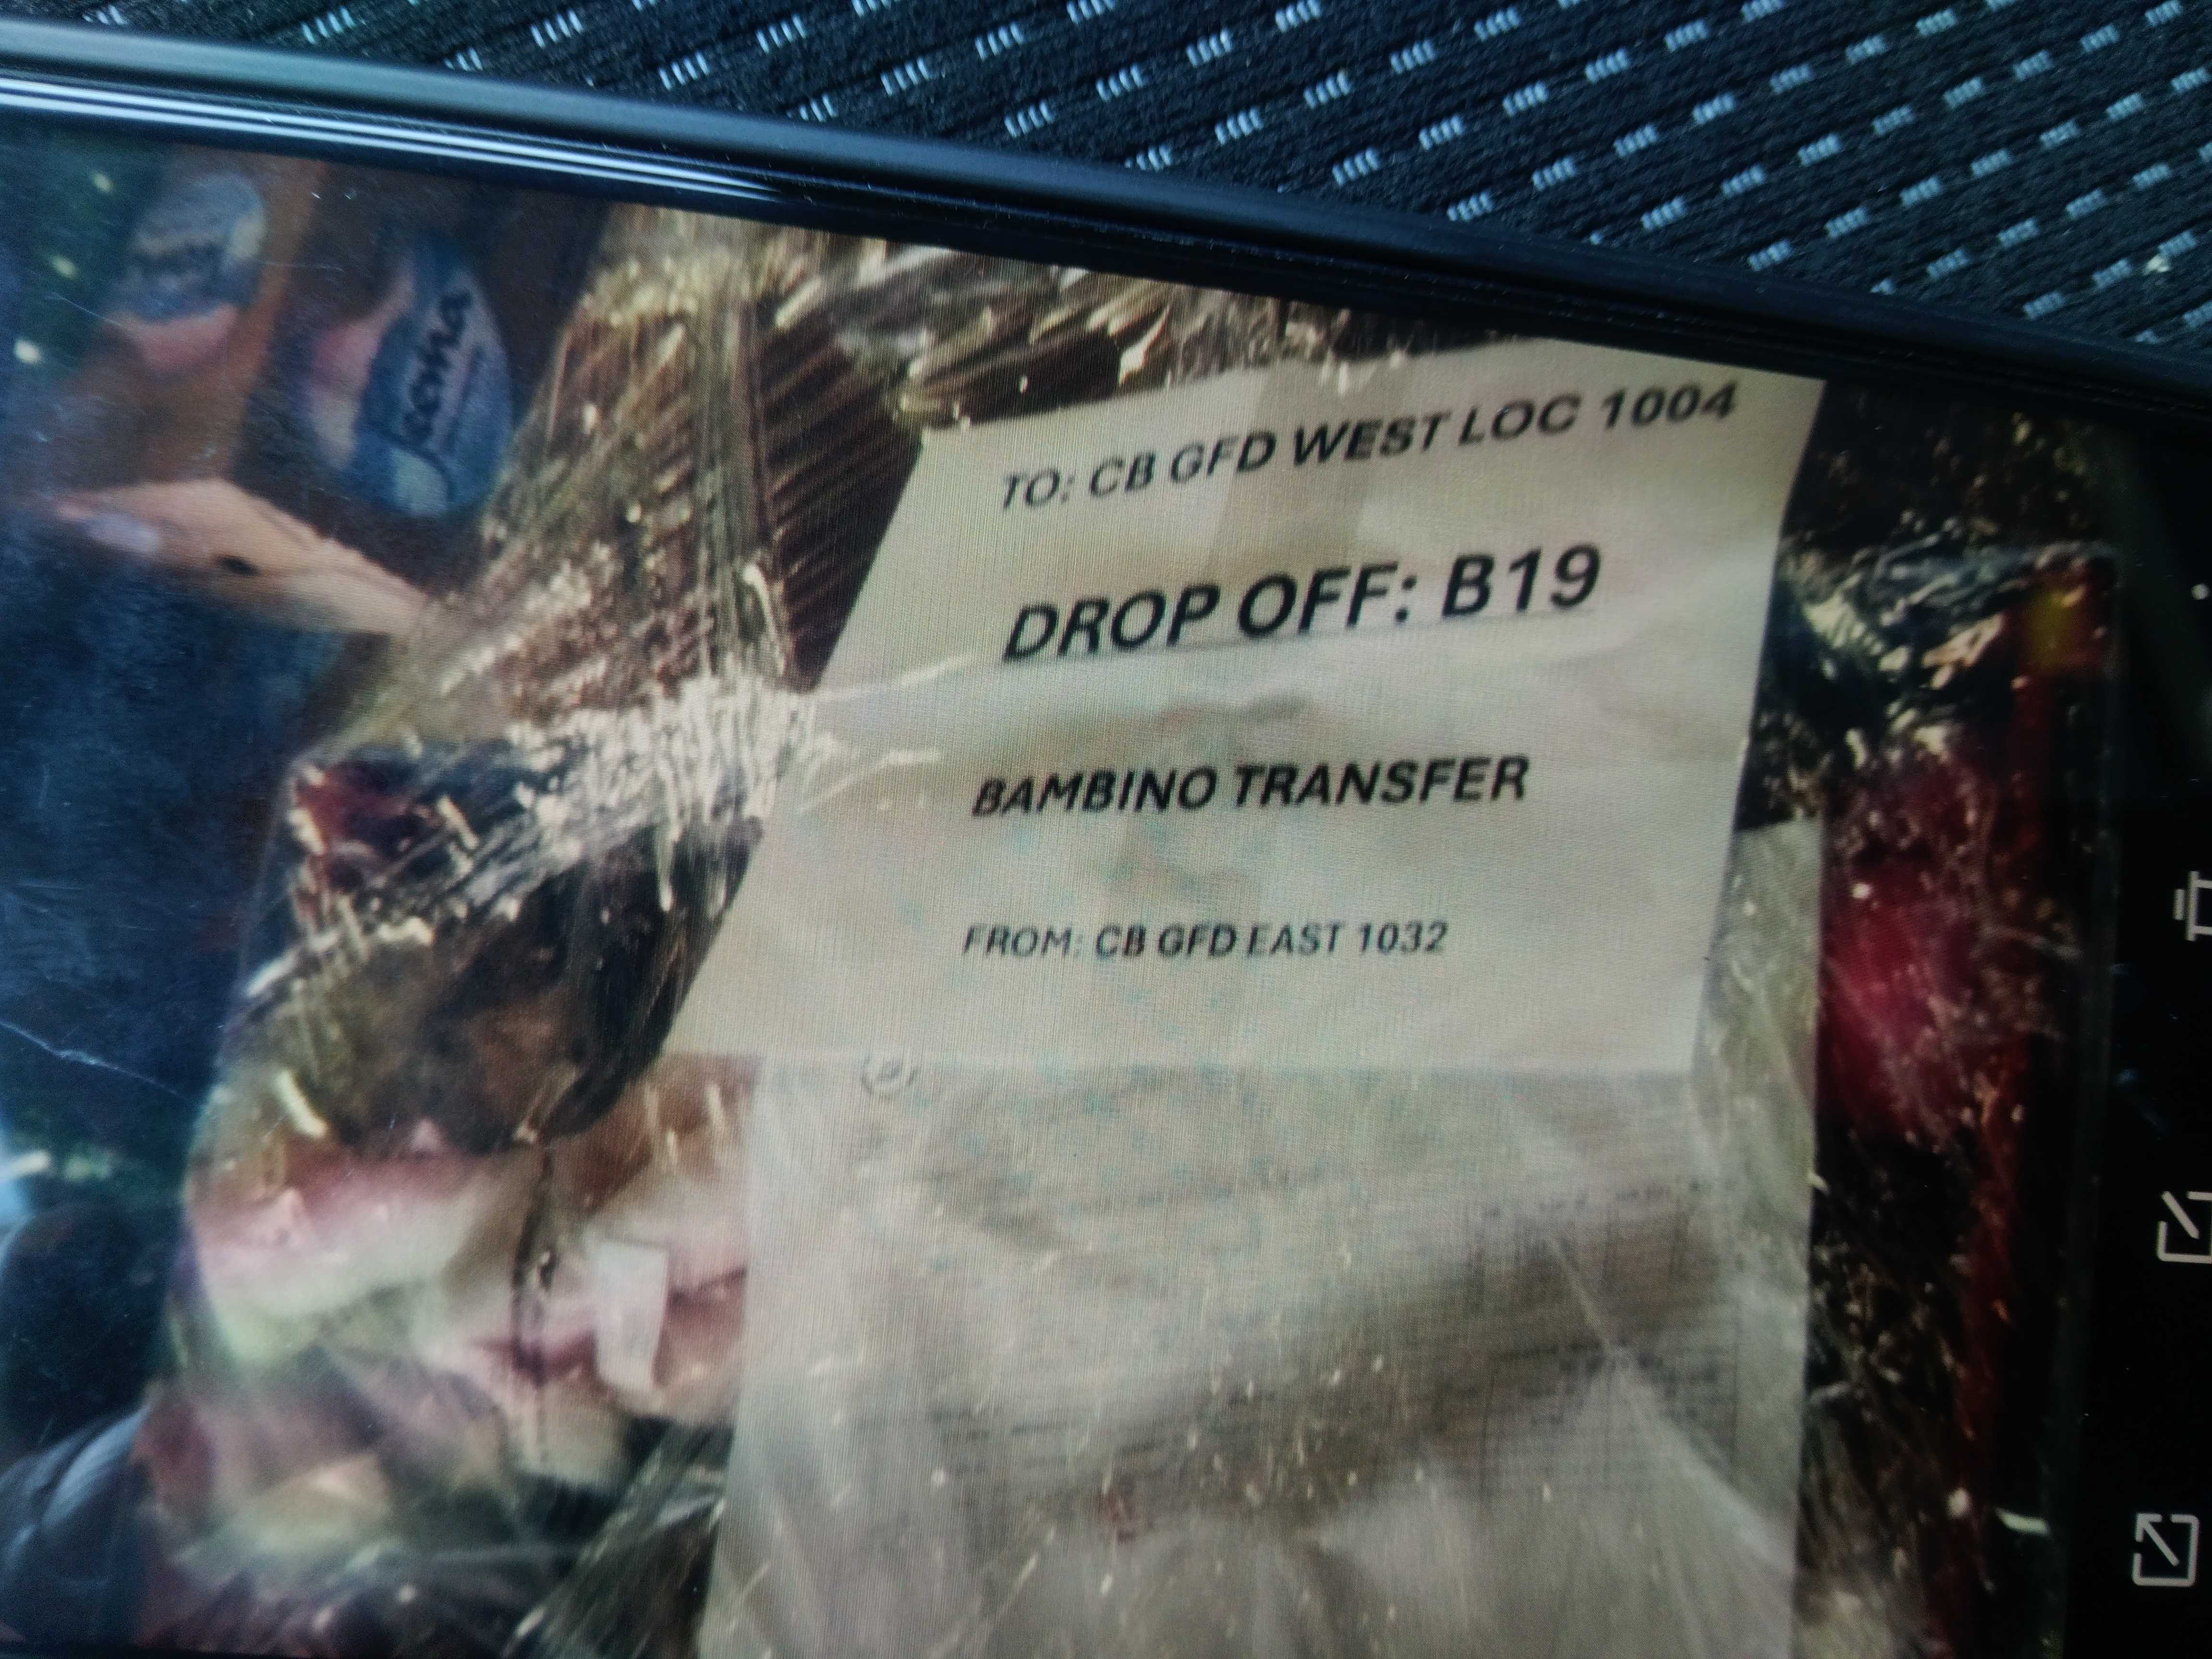 TO: CB GFD WEST LOC 1004
DROP OFF: B19
BAMBINO TRANSFER
FROM: CB GFD EAST 1032